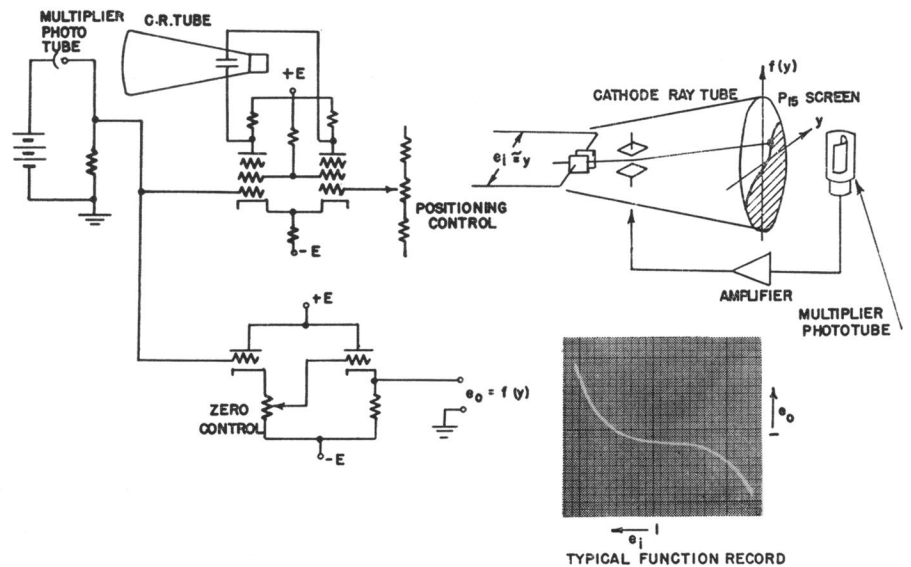 MULTIPLIER
PHOTO
TUBE
C.R.TUBE
+E
-E
POSITIONING
CONTROL
+E
ZERO
CONTROL
-E
e₀ = f(y)
CATHODE RAY TUBE
f(y)
P₁₅ SCREEN
y
eᵢ ≅ y
AMPLIFIER
MULTIPLIER
PHOTOTUBE
e₀
eᵢ
TYPICAL FUNCTION RECORD